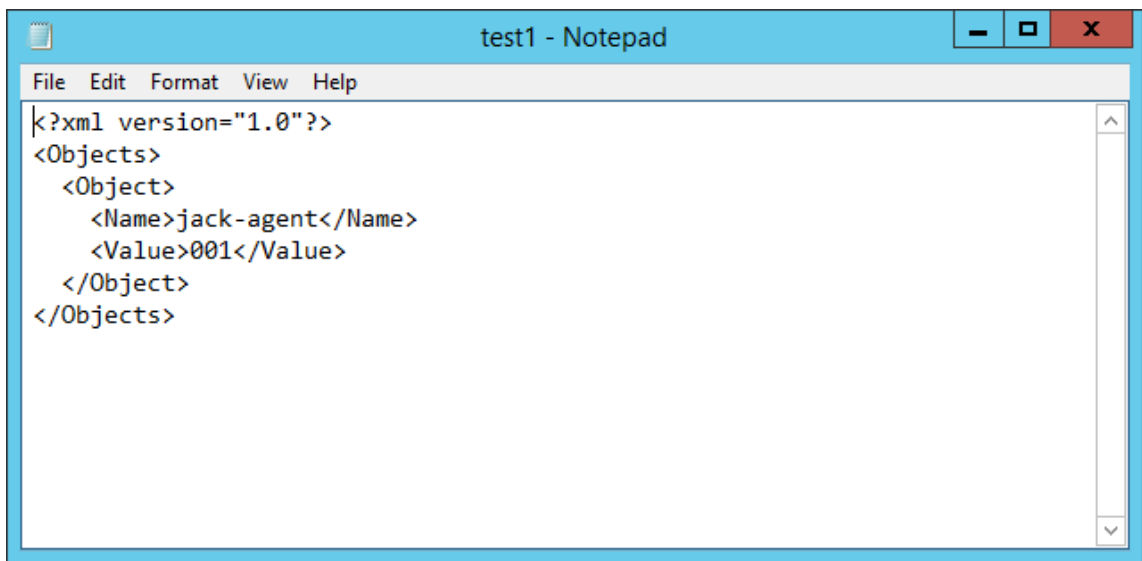 test1 - Notepad
File Edit Format View Help
<?xml version="1.0"?>
<Objects>
  <Object>
    <Name>jack-agent</Name>
    <Value>001</Value>
  </Object>
</Objects>